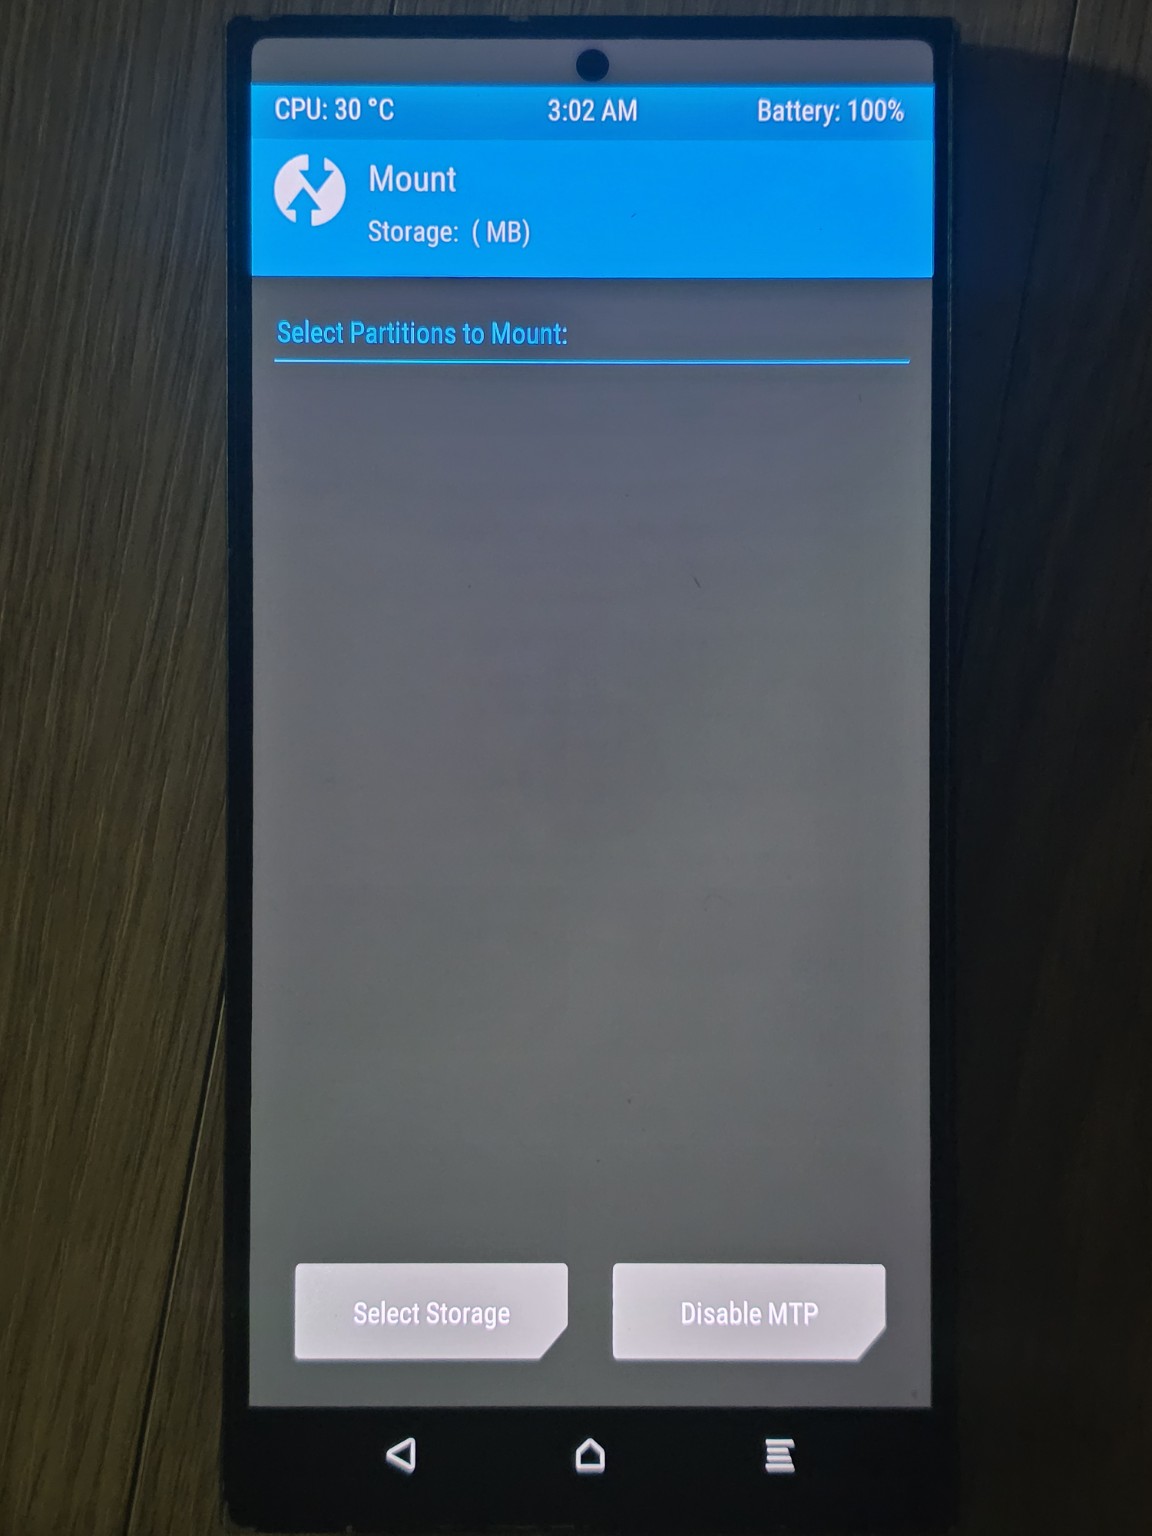 CPU: 30 °C 3:02 AM Battery: 100%
Mount
Storage: ( MB)
Select Partitions to Mount:
Select Storage Disable MTP